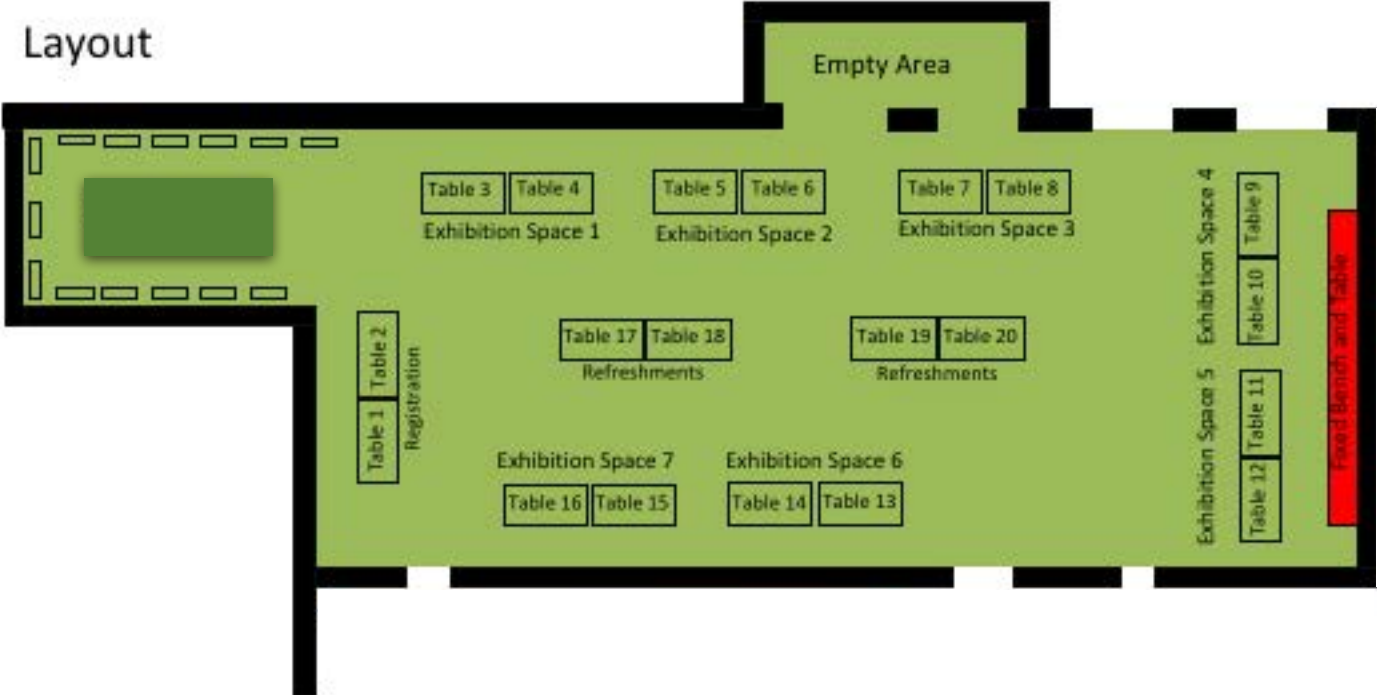 Layout
Empty Area
Table 3 Table 4
Exhibition Space 1
Table 5 Table 6
Exhibition Space 2
Table 7 Table 8
Exhibition Space 3
Exhibition Space 4
Table 9
Table 10
Fixed Bench and Table
Table 2
Table 1
Registration
Table 17 Table 18
Refreshments
Table 19 Table 20
Refreshments
Exhibition Space 5
Table 11
Table 12
Exhibition Space 7
Table 16 Table 15
Exhibition Space 6
Table 14 Table 13